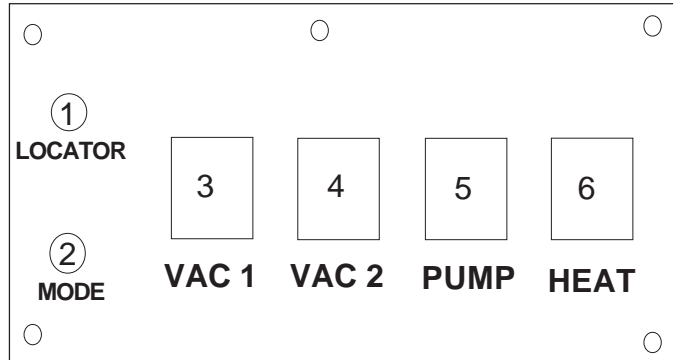 1
LOCATOR
2
MODE
3 4 5 6
VAC 1 VAC 2 PUMP HEAT